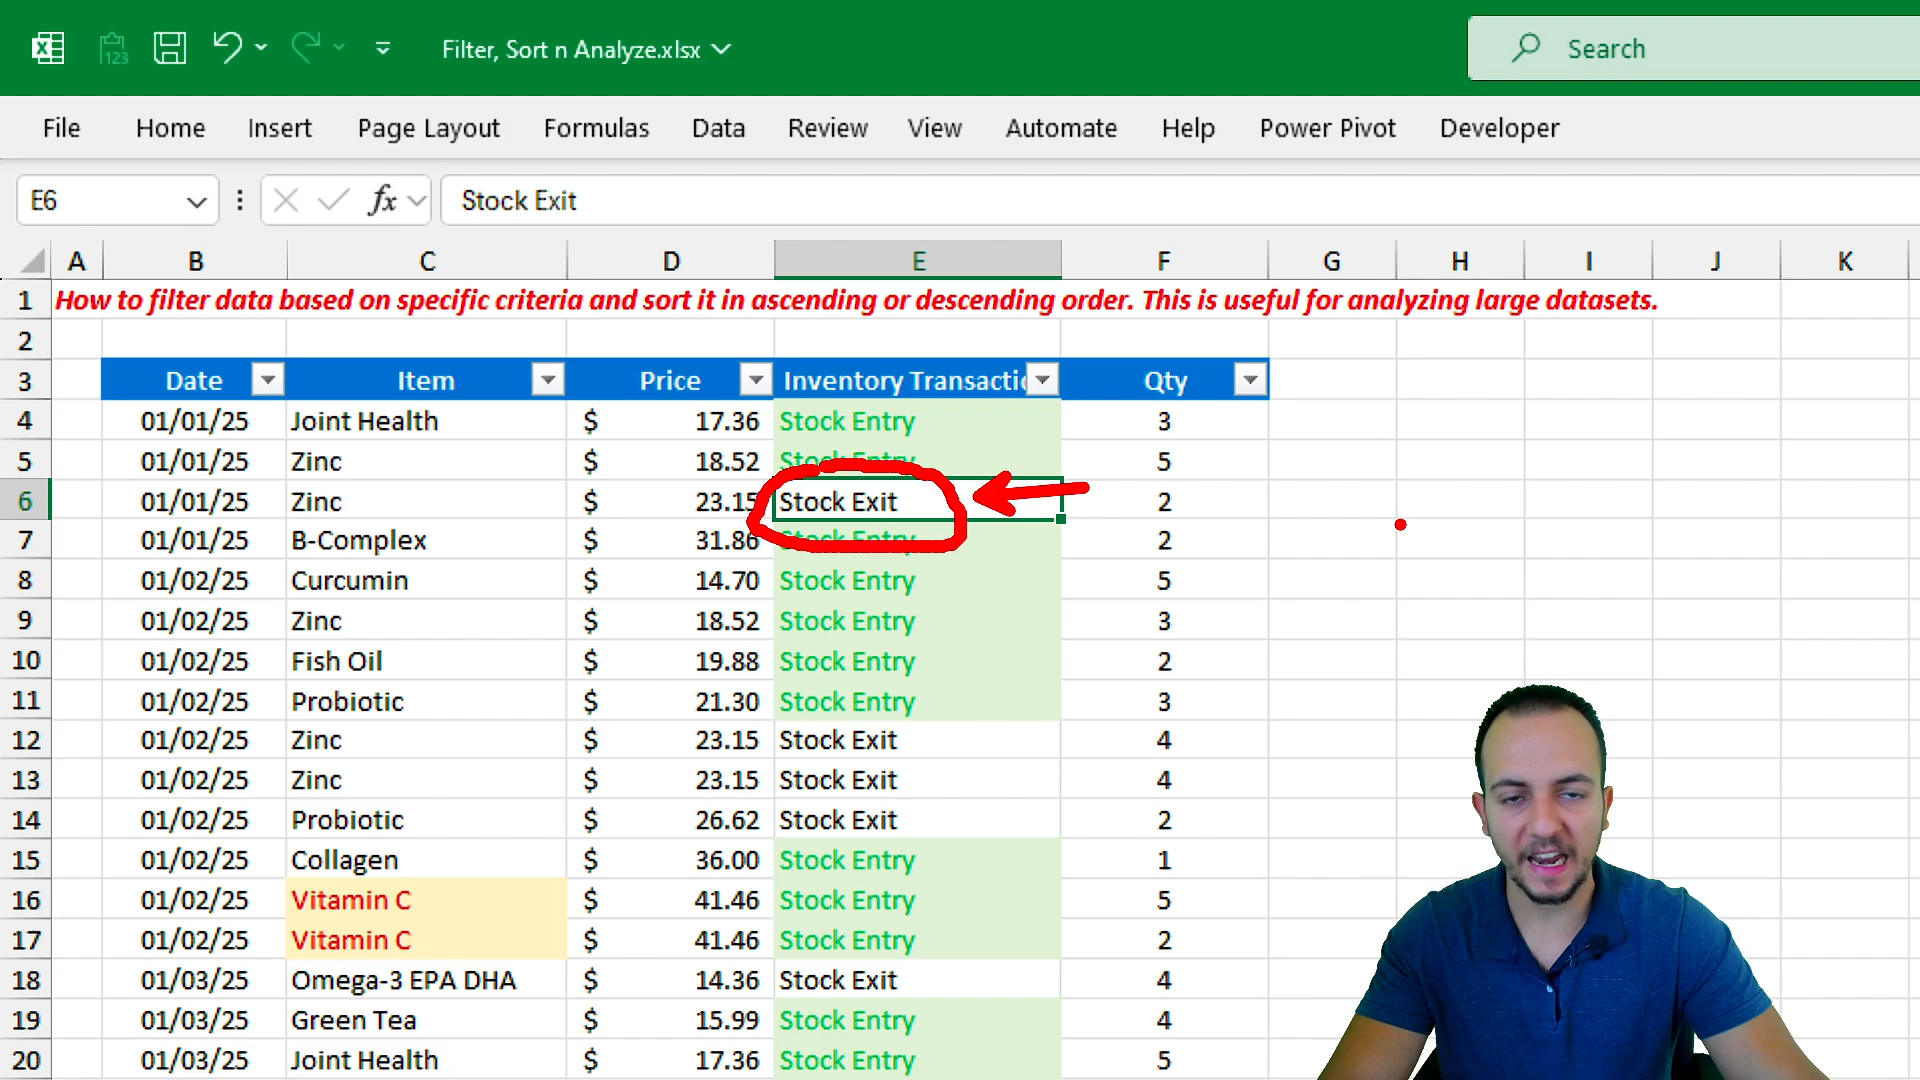 123
Filter, Sort n Analyze.xlsx
Search
File Home Insert Page Layout Formulas Data Review View Automate Help Power Pivot Developer
E6 fx Stock Exit
A B C D E F G H I J K
1 How to filter data based on specific criteria and sort it in ascending or descending order. This is useful for analyzing large datasets.
2
3 Date Item Price Inventory Transactic Qty
4 01/01/25 Joint Health $ 17.36 Stock Entry 3
5 01/01/25 Zinc $ 18.52 Stock Entry 5
6 01/01/25 Zinc $ 23.15 Stock Exit 2
7 01/01/25 B-Complex $ 31.86 Stock Entry 2
8 01/02/25 Curcumin $ 14.70 Stock Entry 5
9 01/02/25 Zinc $ 18.52 Stock Entry 3
10 01/02/25 Fish Oil $ 19.88 Stock Entry 2
11 01/02/25 Probiotic $ 21.30 Stock Entry 3
12 01/02/25 Zinc $ 23.15 Stock Exit 4
13 01/02/25 Zinc $ 23.15 Stock Exit 4
14 01/02/25 Probiotic $ 26.62 Stock Exit 2
15 01/02/25 Collagen $ 36.00 Stock Entry 1
16 01/02/25 Vitamin C $ 41.46 Stock Entry 5
17 01/02/25 Vitamin C $ 41.46 Stock Entry 2
18 01/03/25 Omega-3 EPA DHA $ 14.36 Stock Exit 4
19 01/03/25 Green Tea $ 15.99 Stock Entry 4
20 01/03/25 Joint Health $ 17.36 Stock Entry 5